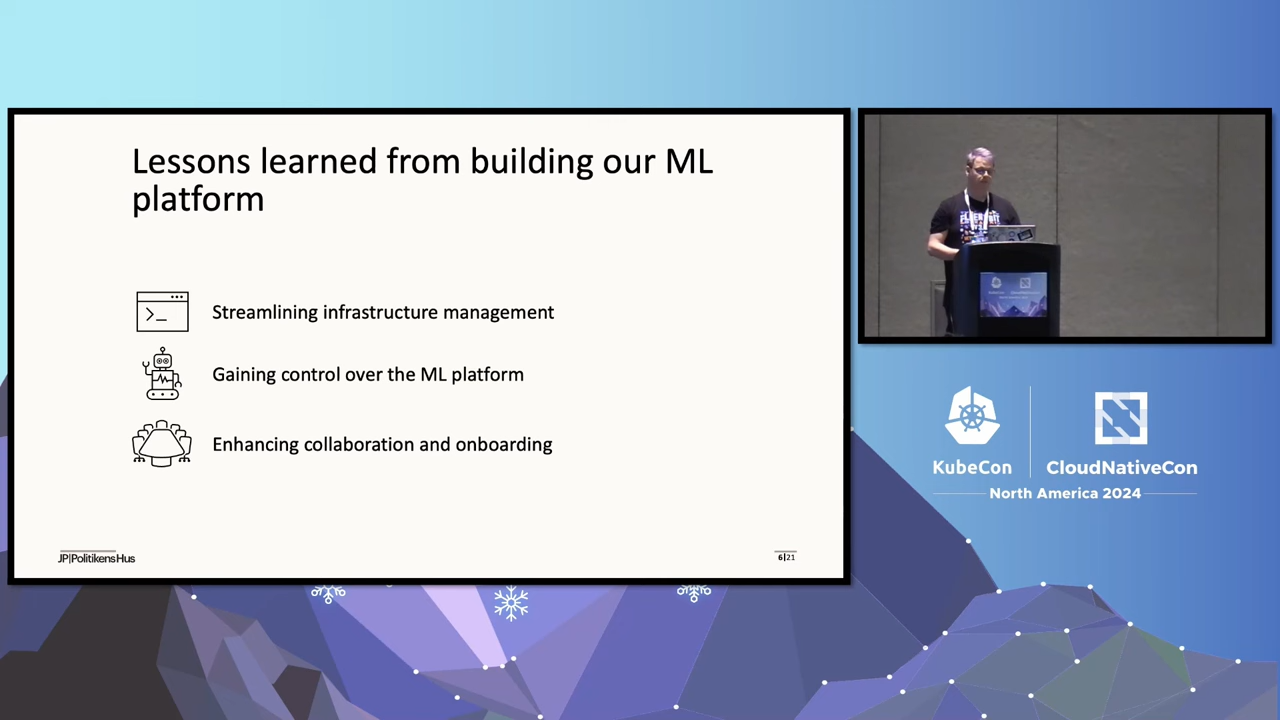 Lessons learned from building our ML
platform
Streamlining infrastructure management
Gaining control over the ML platform
Enhancing collaboration and onboarding
JP|PolitikensHus
6|21
KubeCon
CloudNativeCon
North America 2024